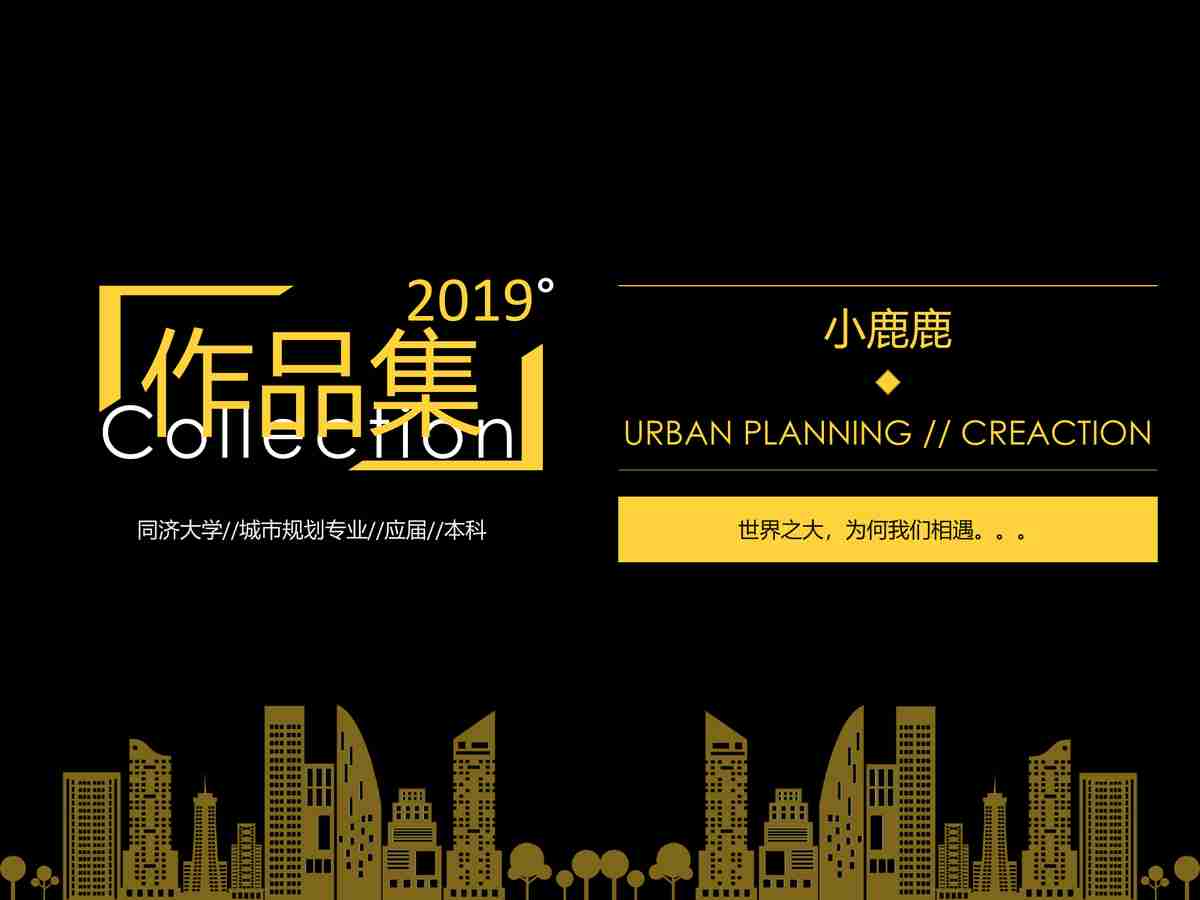 2019°
作品集
Collection
同济大学//城市规划专业//应届//本科
小鹿鹿
URBAN PLANNING // CREACTION
世界之大，为何我们相遇。。。